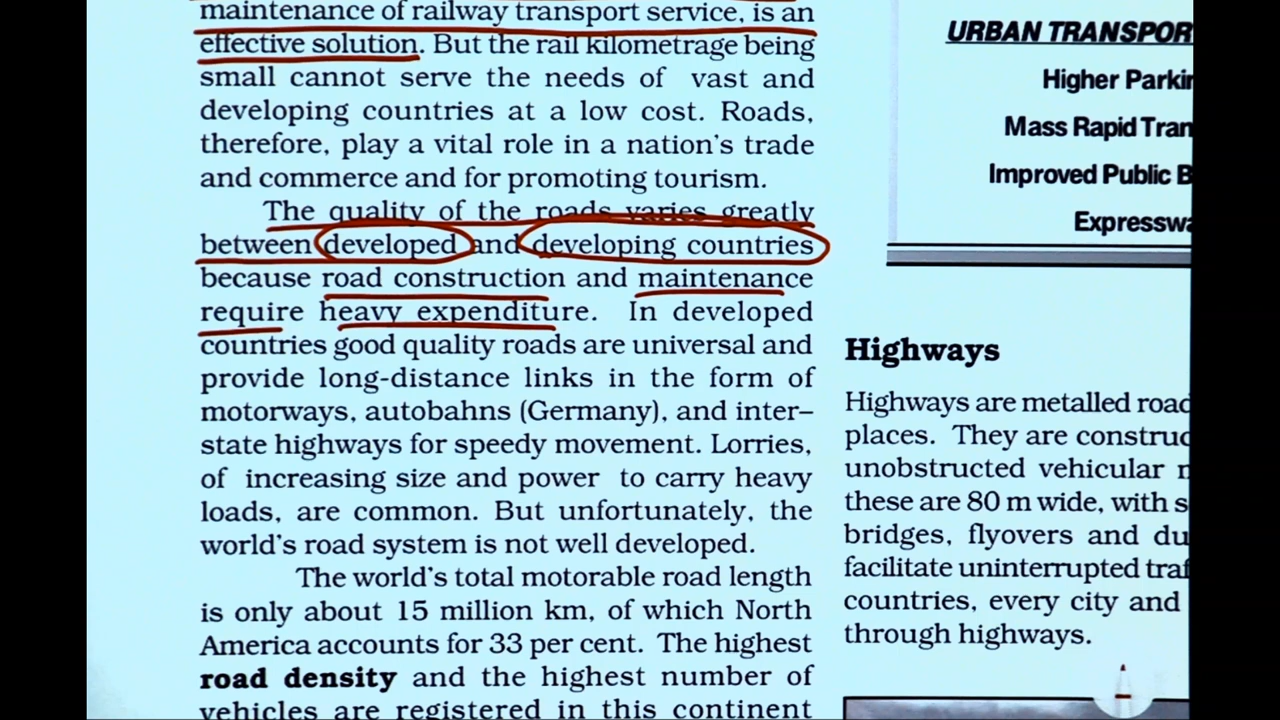 maintenance of railway transport service, is an
effective solution. But the rail kilometrage being
small cannot serve the needs of vast and
developing countries at a low cost. Roads,
therefore, play a vital role in a nation's trade
and commerce and for promoting tourism.
The quality of the roads varies greatly
between developed and developing countries
because road construction and maintenance
require heavy expenditure. In developed
countries good quality roads are universal and
provide long-distance links in the form of
motorways, autobahns (Germany), and inter–
state highways for speedy movement. Lorries,
of increasing size and power to carry heavy
loads, are common. But unfortunately, the
world's road system is not well developed.
The world's total motorable road length
is only about 15 million km, of which North
America accounts for 33 per cent. The highest
road density and the highest number of
vehicles are registered in this continent
URBAN TRANSPOR
Higher Parkin
Mass Rapid Tran
Improved Public B
Expresswa
Highways
Highways are metalled road
places. They are construc
unobstructed vehicular
these are 80 m wide, with s
bridges, flyovers and du
facilitate uninterrupted traf
countries, every city and
through highways.